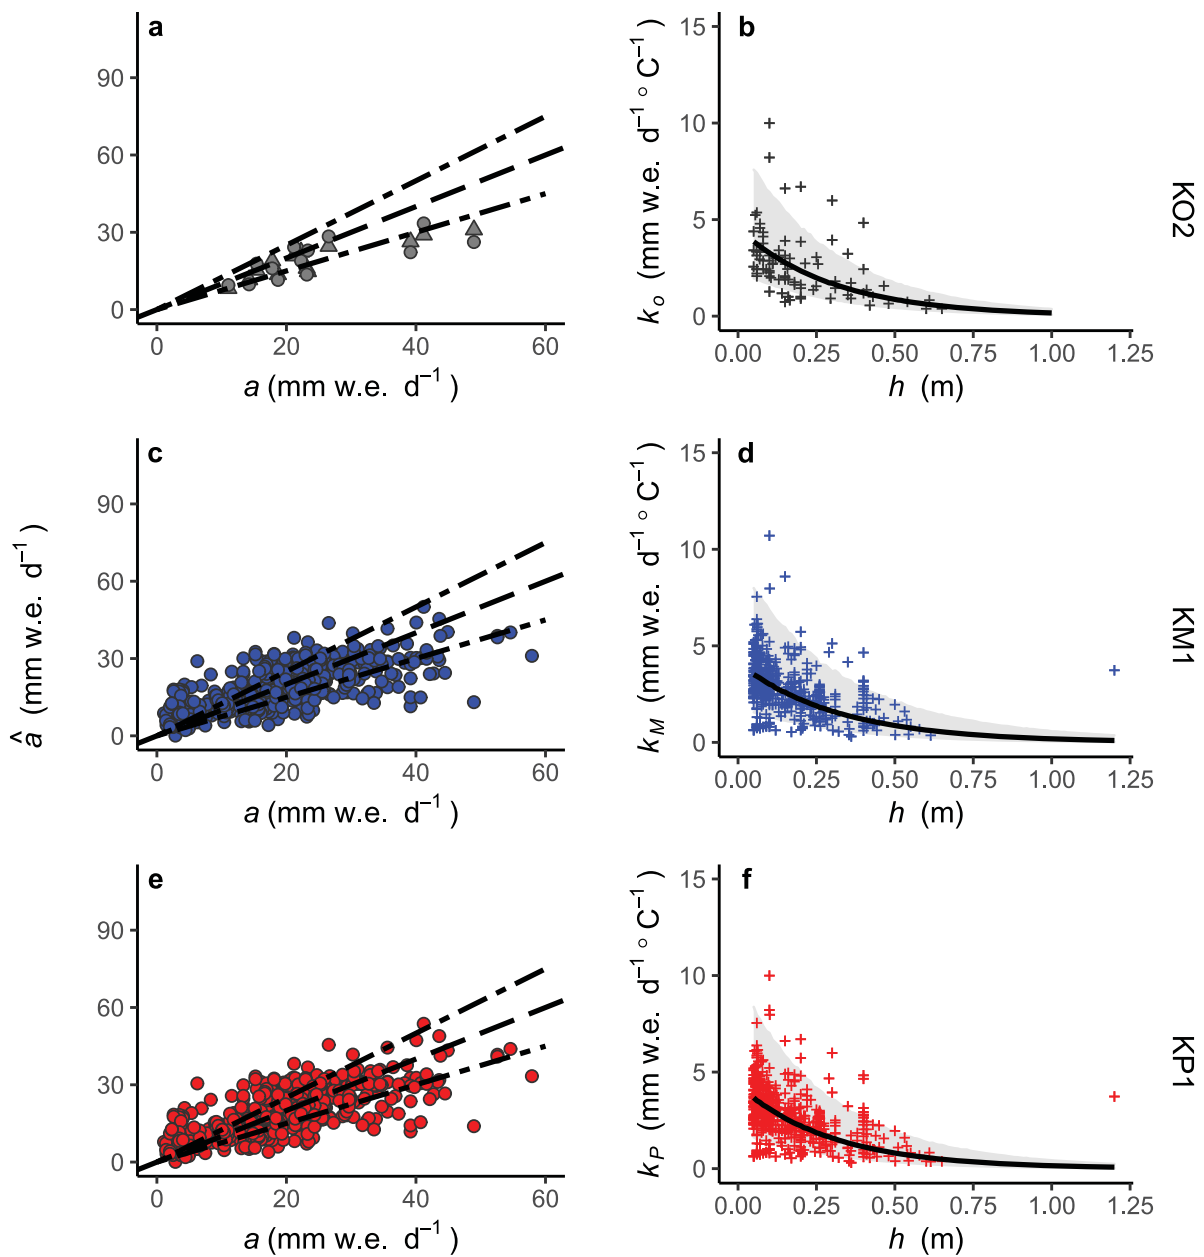 a
90
60
30
0
0 20 40 60
a (mm w.e. d⁻¹)
b
15
10
5
0
0.00 0.25 0.50 0.75 1.00 1.25
h (m)
kₒ (mm w.e. d⁻¹ ∘ C⁻¹)
KO2
c
90
60
30
0
0 20 40 60
a (mm w.e. d⁻¹)
â (mm w.e. d⁻¹)
d
15
10
5
0
0.00 0.25 0.50 0.75 1.00 1.25
h (m)
k_M (mm w.e. d⁻¹ ∘ C⁻¹)
KM1
e
90
60
30
0
0 20 40 60
a (mm w.e. d⁻¹)
f
15
10
5
0
0.00 0.25 0.50 0.75 1.00 1.25
h (m)
k_P (mm w.e. d⁻¹ ∘ C⁻¹)
KP1